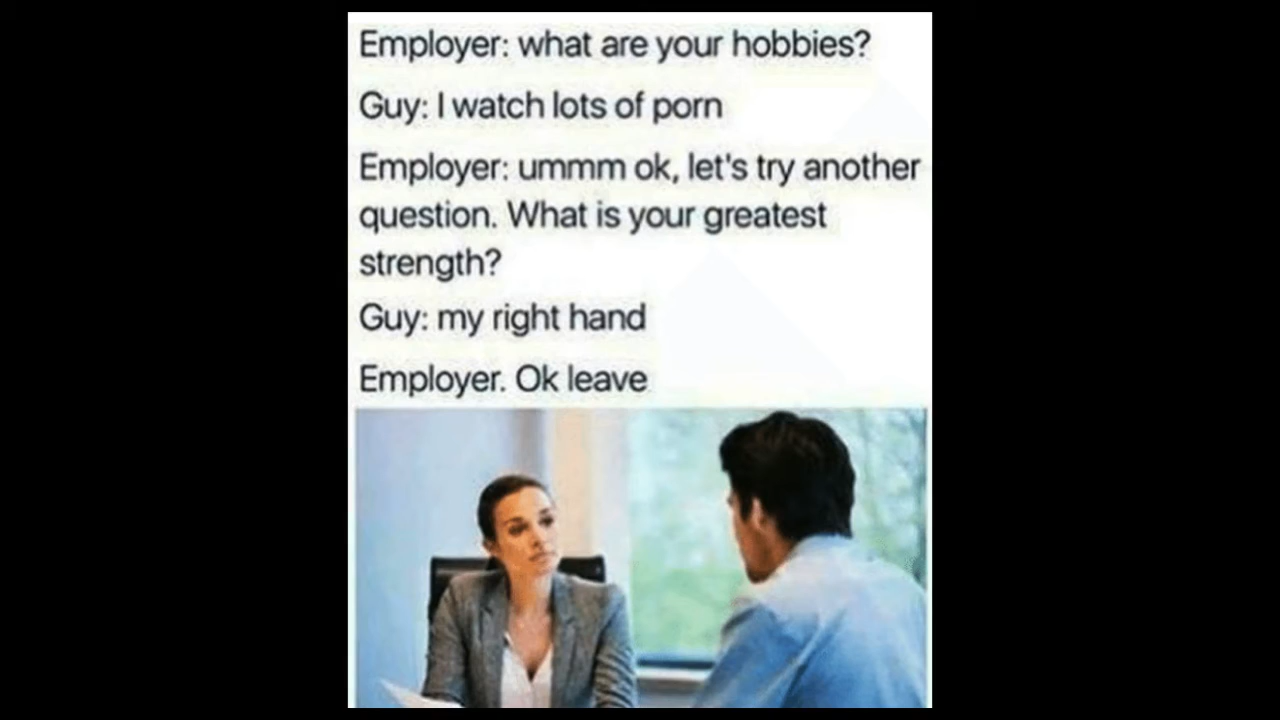 Employer: what are your hobbies?
Guy: I watch lots of porn
Employer: ummm ok, let's try another
question. What is your greatest
strength?
Guy: my right hand
Employer. Ok leave